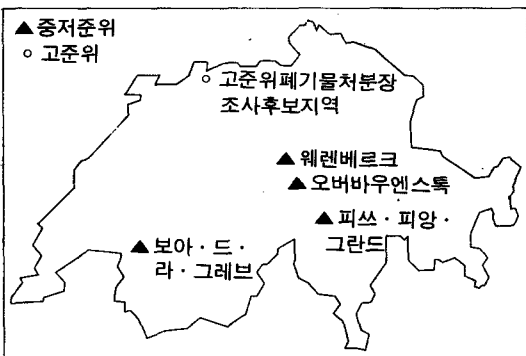 ▲중저준위
○ 고준위
○ 고준위폐기물처분장
조사후보지역
▲ 웨렌베르크
▲ 오버바우엔스톡
▲ 피쓰·피앙·
그란드
▲ 보아·드·
라·그레브